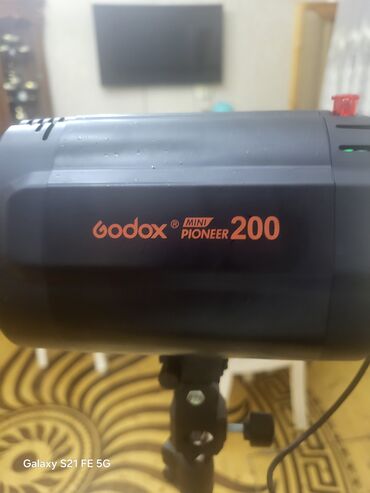 Godox® MINI PIONEER 200
Galaxy S21 FE 5G